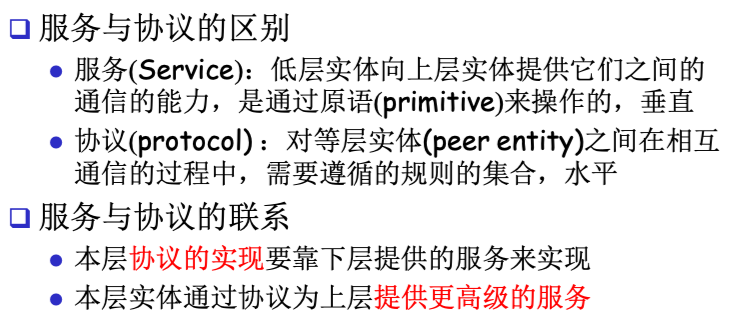 服务与协议的区别
服务(Service)：低层实体向上层实体提供它们之间的
通信的能力，是通过原语(primitive)来操作的，垂直
协议(protocol)：对等层实体(peer entity)之间在相互
通信的过程中，需要遵循的规则的集合，水平
服务与协议的联系
本层协议的实现要靠下层提供的服务来实现
本层实体通过协议为上层提供更高级的服务